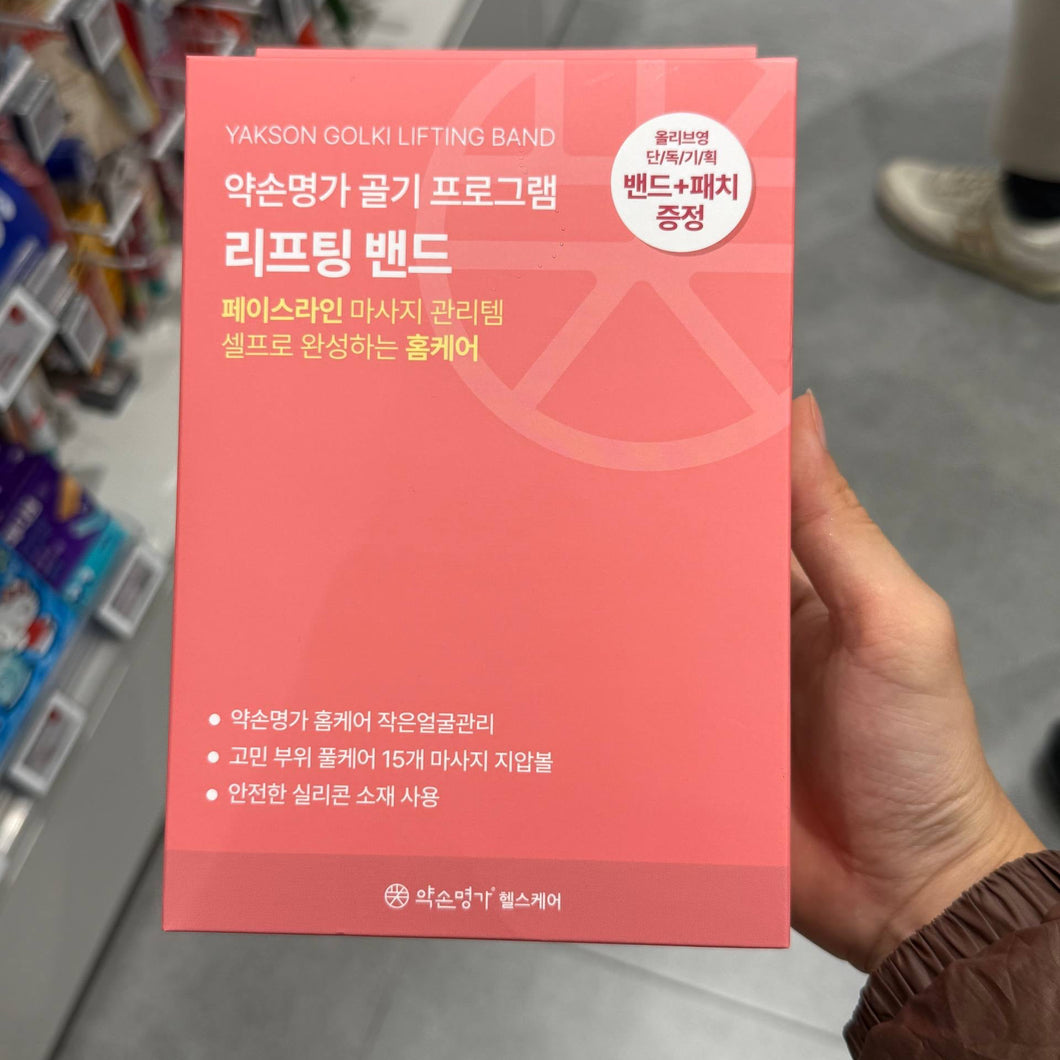 YAKSON GOLKI LIFTING BAND
약손명가 골기 프로그램
리프팅 밴드
페이스라인 마사지 관리템
셀프로 완성하는 홈케어
올리브영
단/독/기/획
밴드+패치
증정
• 약손명가 홈케어 작은얼굴관리
• 고민 부위 풀케어 15개 마사지 지압볼
• 안전한 실리콘 소재 사용
약손명가® 헬스케어